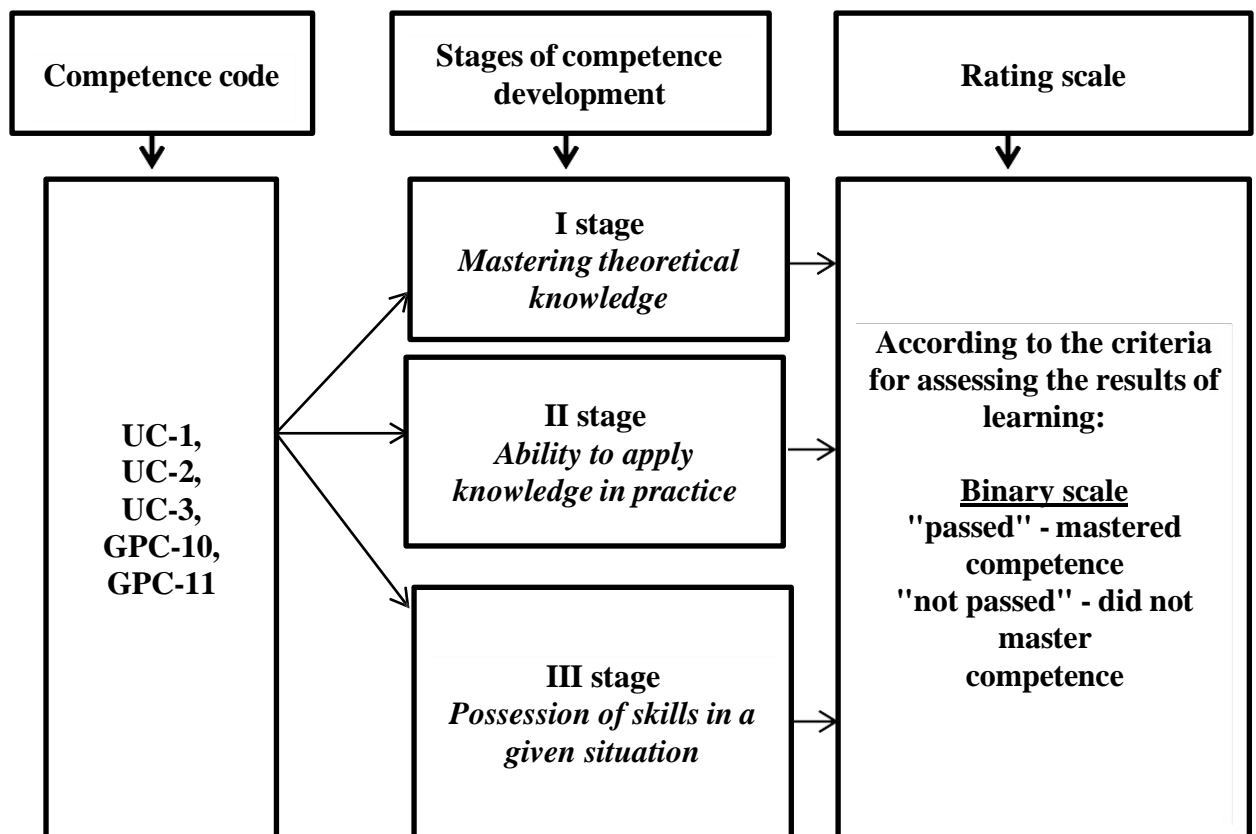 Competence code
Stages of competence
development
Rating scale
UC-1,
UC-2,
UC-3,
GPC-10,
GPC-11
I stage
Mastering theoretical
knowledge
II stage
Ability to apply
knowledge in practice
III stage
Possession of skills in a
given situation
According to the criteria
for assessing the results of
learning:
Binary scale
"passed" - mastered
competence
"not passed" - did not
master
competence